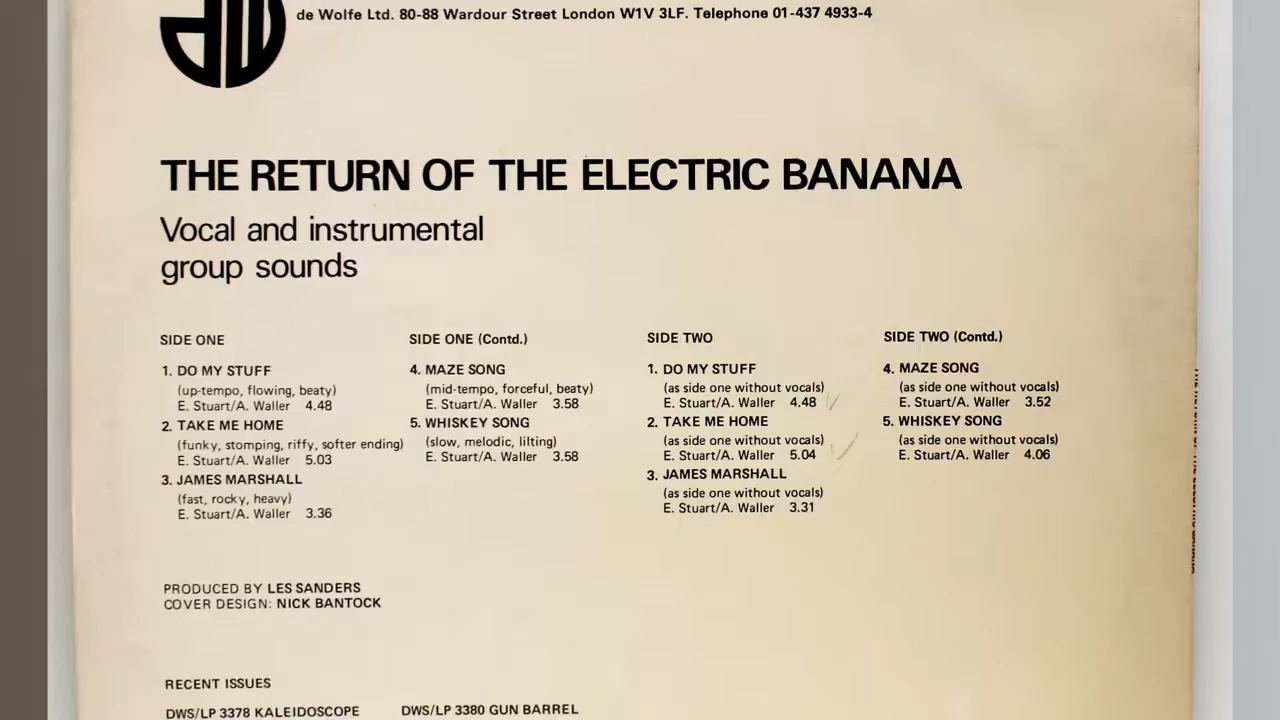 de Wolfe Ltd. 80-88 Wardour Street London W1V 3LF. Telephone 01-437 4933-4
THE RETURN OF THE ELECTRIC BANANA
Vocal and instrumental
group sounds
SIDE ONE
1. DO MY STUFF
(up-tempo, flowing, beaty)
E. Stuart/A. Waller 4.48
2. TAKE ME HOME
(funky, stomping, riffy, softer ending)
E. Stuart/A. Waller 5.03
3. JAMES MARSHALL
(fast, rocky, heavy)
E. Stuart/A. Waller 3.36
SIDE ONE (Contd.)
4. MAZE SONG
(mid-tempo, forceful, beaty)
E. Stuart/A. Waller 3.58
5. WHISKEY SONG
(slow, melodic, lilting)
E. Stuart/A. Waller 3.58
SIDE TWO
1. DO MY STUFF
(as side one without vocals)
E. Stuart/A. Waller 4.48
2. TAKE ME HOME
(as side one without vocals)
E. Stuart/A. Waller 5.04
3. JAMES MARSHALL
(as side one without vocals)
E. Stuart/A. Waller 3.31
SIDE TWO (Contd.)
4. MAZE SONG
(as side one without vocals)
E. Stuart/A. Waller 3.52
5. WHISKEY SONG
(as side one without vocals)
E. Stuart/A. Waller 4.06
PRODUCED BY LES SANDERS
COVER DESIGN: NICK BANTOCK
RECENT ISSUES
DWS/LP 3378 KALEIDOSCOPE
DWS/LP 3380 GUN BARREL